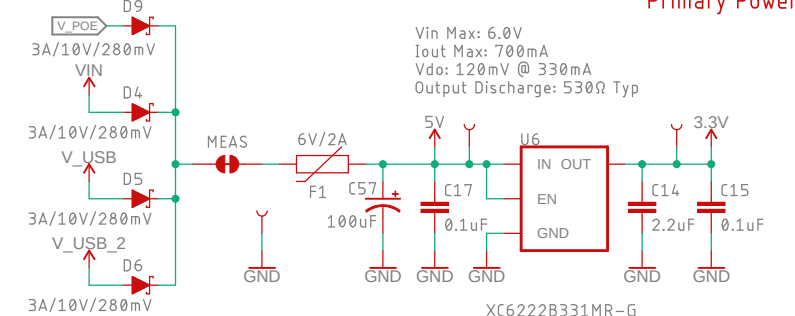 Primary Power
D9
V_POE
3A/10V/280mV
VIN
D4
3A/10V/280mV
V_USB
D5
3A/10V/280mV
V_USB_2
D6
3A/10V/280mV
MEAS
6V/2A
F1
GND
C57
100uF
GND
Vin Max: 6.0V
Iout Max: 700mA
Vdo: 120mV @ 330mA
Output Discharge: 530Ω Typ
5V
C17
0.1uF
GND
U6
IN OUT
EN
GND
GND
XC6222B331MR-G
3.3V
C14
2.2uF
GND
C15
0.1uF
GND